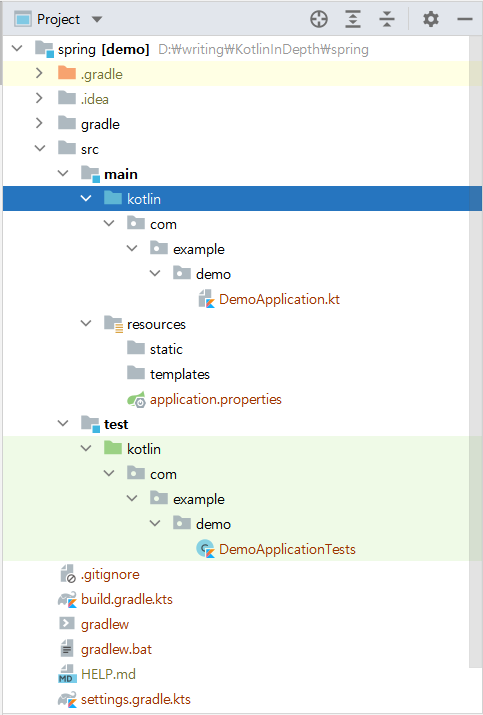 Project
spring [demo] D:₩writing₩KotlinInDepth₩spring
.gradle
.idea
gradle
src
main
kotlin
com
example
demo
DemoApplication.kt
resources
static
templates
application.properties
test
kotlin
com
example
demo
DemoApplicationTests
.gitignore
build.gradle.kts
gradlew
gradlew.bat
MD HELP.md
settings.gradle.kts